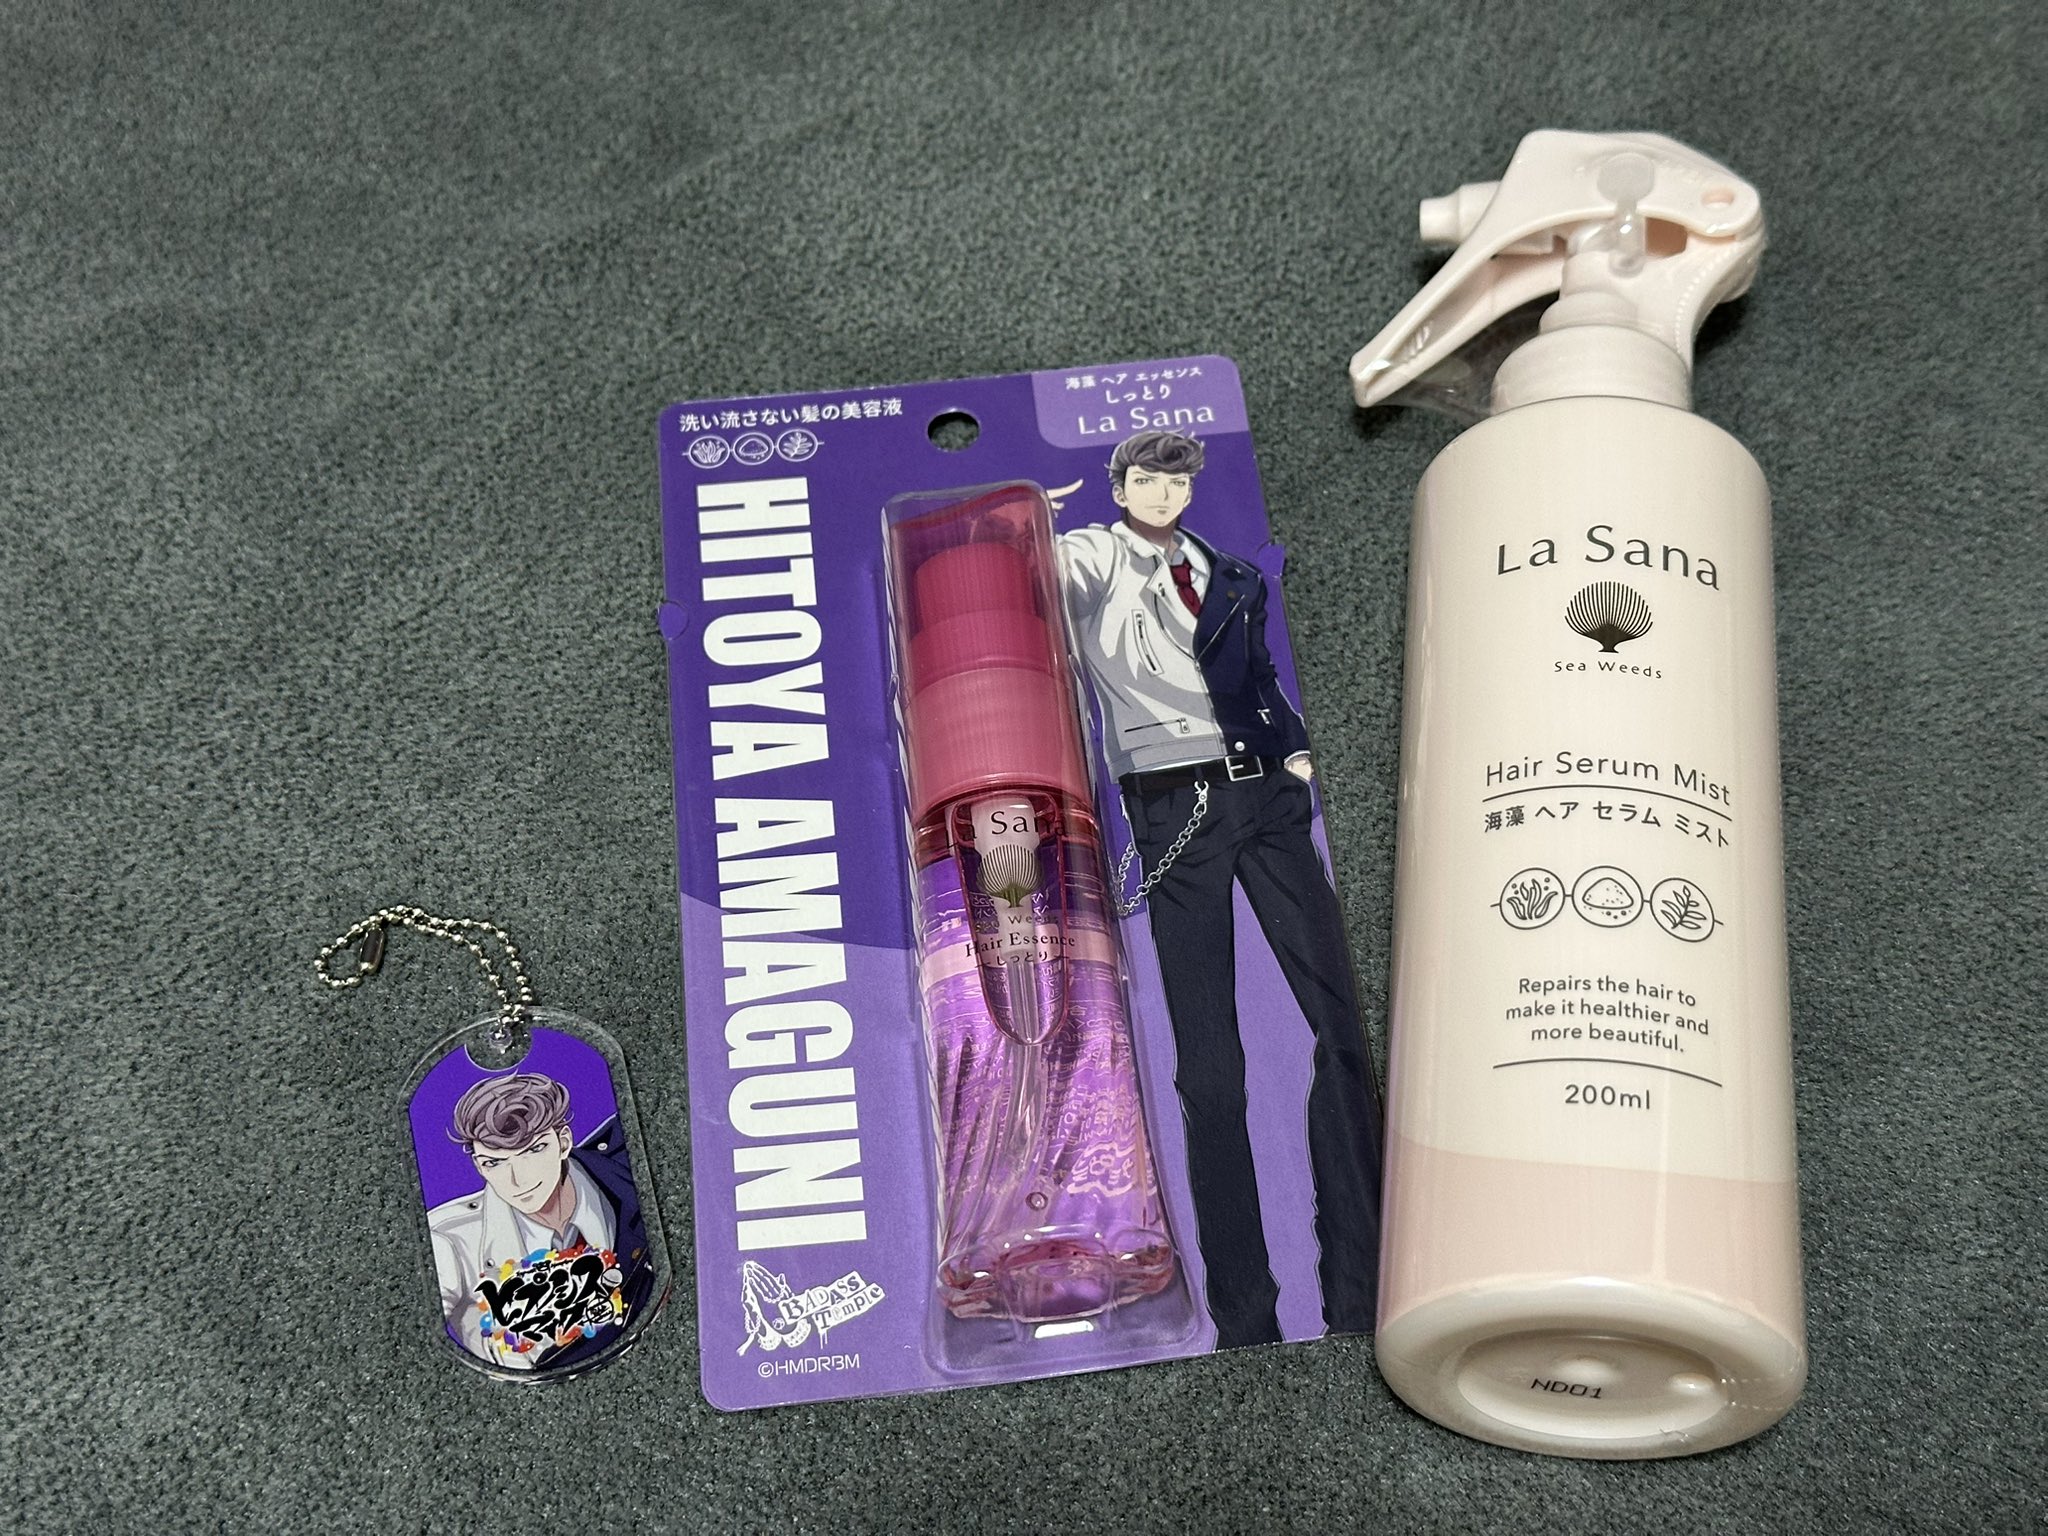 洗い流さない髪の美容液
海藻 ヘア エッセンス
しっとり
La Sana
HITOYA AMAGUNI
La Sana
Sea Weeds
Hair Essence
しっとり
BADASS
Temple
©HMDRBM
ヒプノシス
マイク
La Sana
Sea Weeds
Hair Serum Mist
海藻 ヘア セラム ミスト
Repairs the hair to
make it healthier and
more beautiful.
200ml
ND01